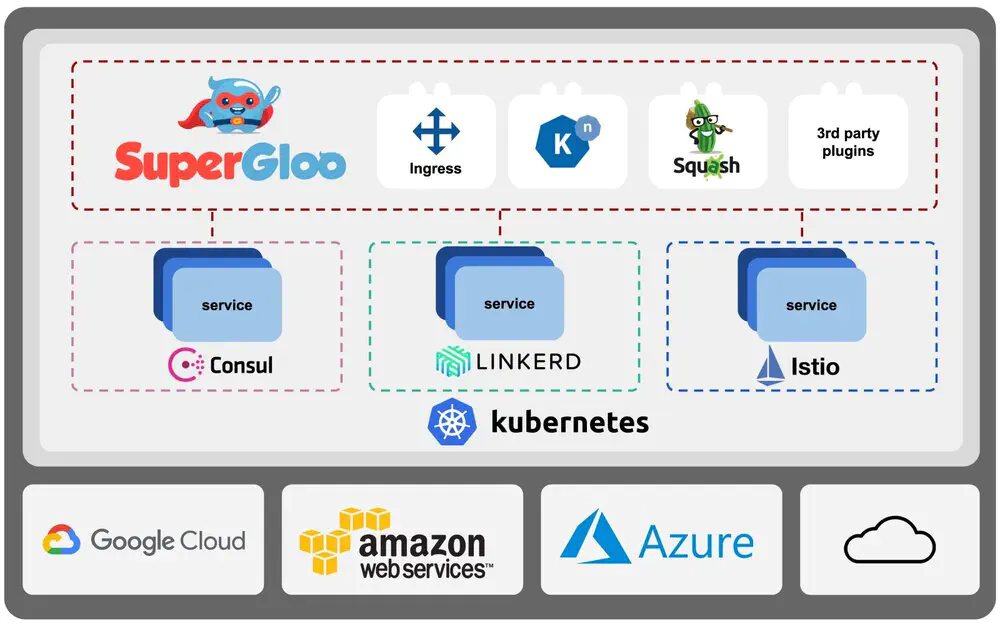 SuperGloo
Ingress
K
n
Squash
3rd party
plugins
service
service
service
Consul
LINKERD
Istio
kubernetes
Google Cloud
amazon
web services™
Azure